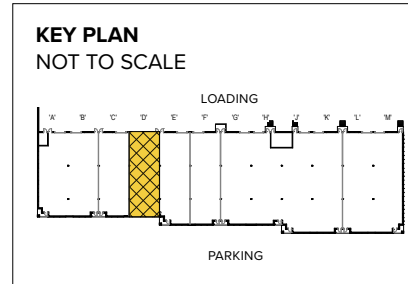 KEY PLAN
NOT TO SCALE
LOADING
'A' 'B' 'C' 'D' 'E' 'F' 'G' 'H' 'J' 'K' 'L' 'M'
PARKING